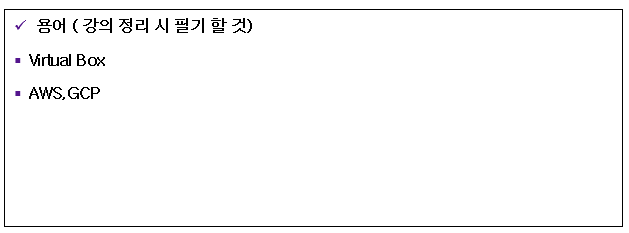 ✓ 용어 ( 강의 정리 시 필기 할 것)
▪ Virtual Box
▪ AWS,GCP